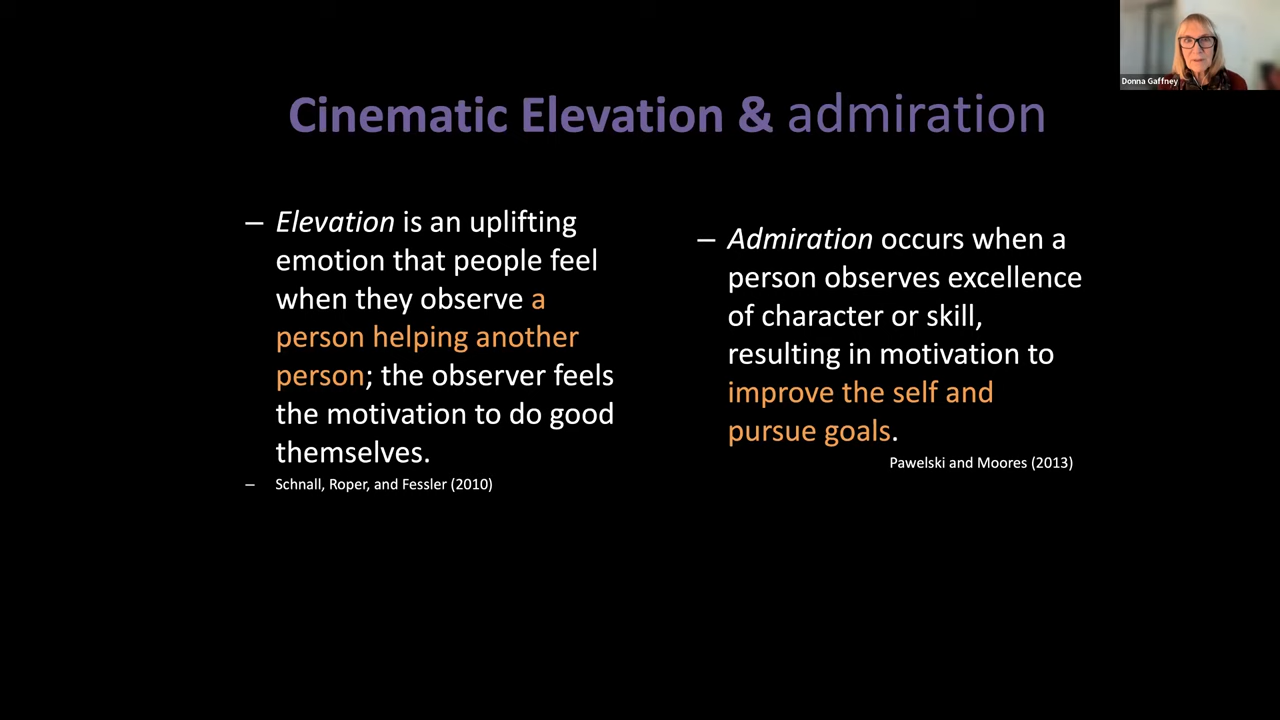 Donna Gaffney
Cinematic Elevation & admiration
– Elevation is an uplifting
emotion that people feel
when they observe a
person helping another
person; the observer feels
the motivation to do good
themselves.
– Schnall, Roper, and Fessler (2010)
– Admiration occurs when a
person observes excellence
of character or skill,
resulting in motivation to
improve the self and
pursue goals.
Pawelski and Moores (2013)